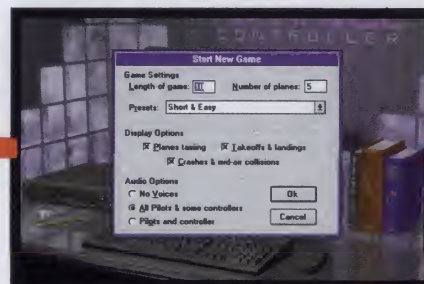 CONTROLLER
Start New Game
Game Settings
Length of game: 10 Number of planes: 5
Presets: Short & Easy
Display Options
Planes taxiing Takeoffs & landings
Crashes & mid-air collisions
Audio Options
No Voices
All Pilots & some controllers
Pilots and controller
Ok
Cancel